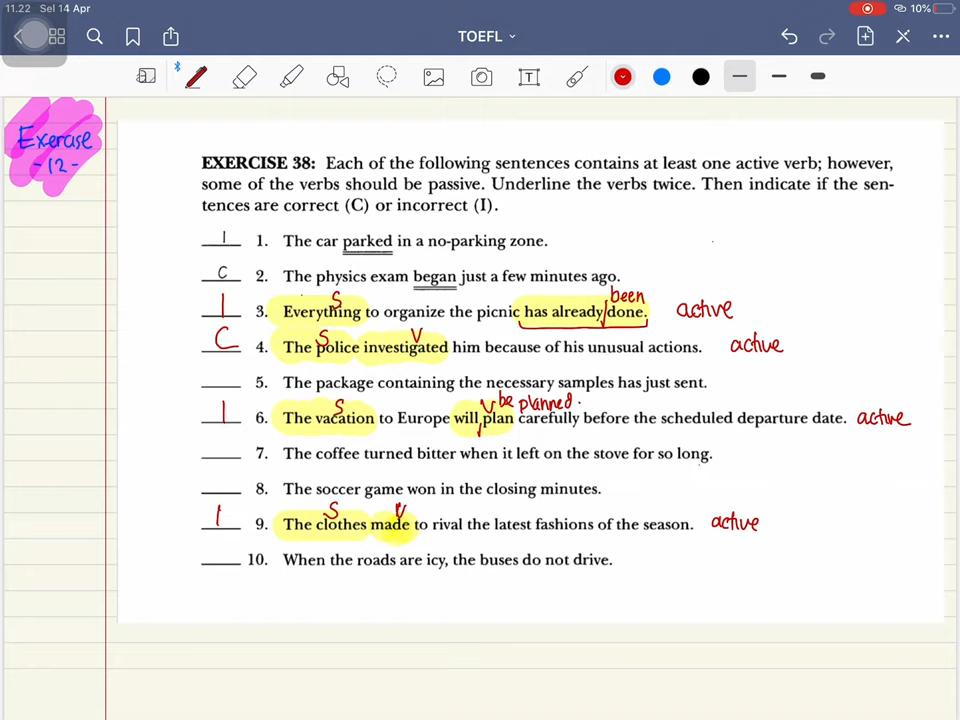 11.22 Sel 14 Apr
10%
TOEFL
T
Exercise
-12-
EXERCISE 38: Each of the following sentences contains at least one active verb; however,
some of the verbs should be passive. Underline the verbs twice. Then indicate if the sen-
tences are correct (C) or incorrect (I).
I 1. The car parked in a no-parking zone.
C 2. The physics exam began just a few minutes ago.
S been
I 3. Everything to organize the picnic has already done. active
S V
C 4. The police investigated him because of his unusual actions. active
5. The package containing the necessary samples has just sent.
S V be planned.
I 6. The vacation to Europe will plan carefully before the scheduled departure date. active
7. The coffee turned bitter when it left on the stove for so long.
8. The soccer game won in the closing minutes.
S V
I 9. The clothes made to rival the latest fashions of the season. active
10. When the roads are icy, the buses do not drive.